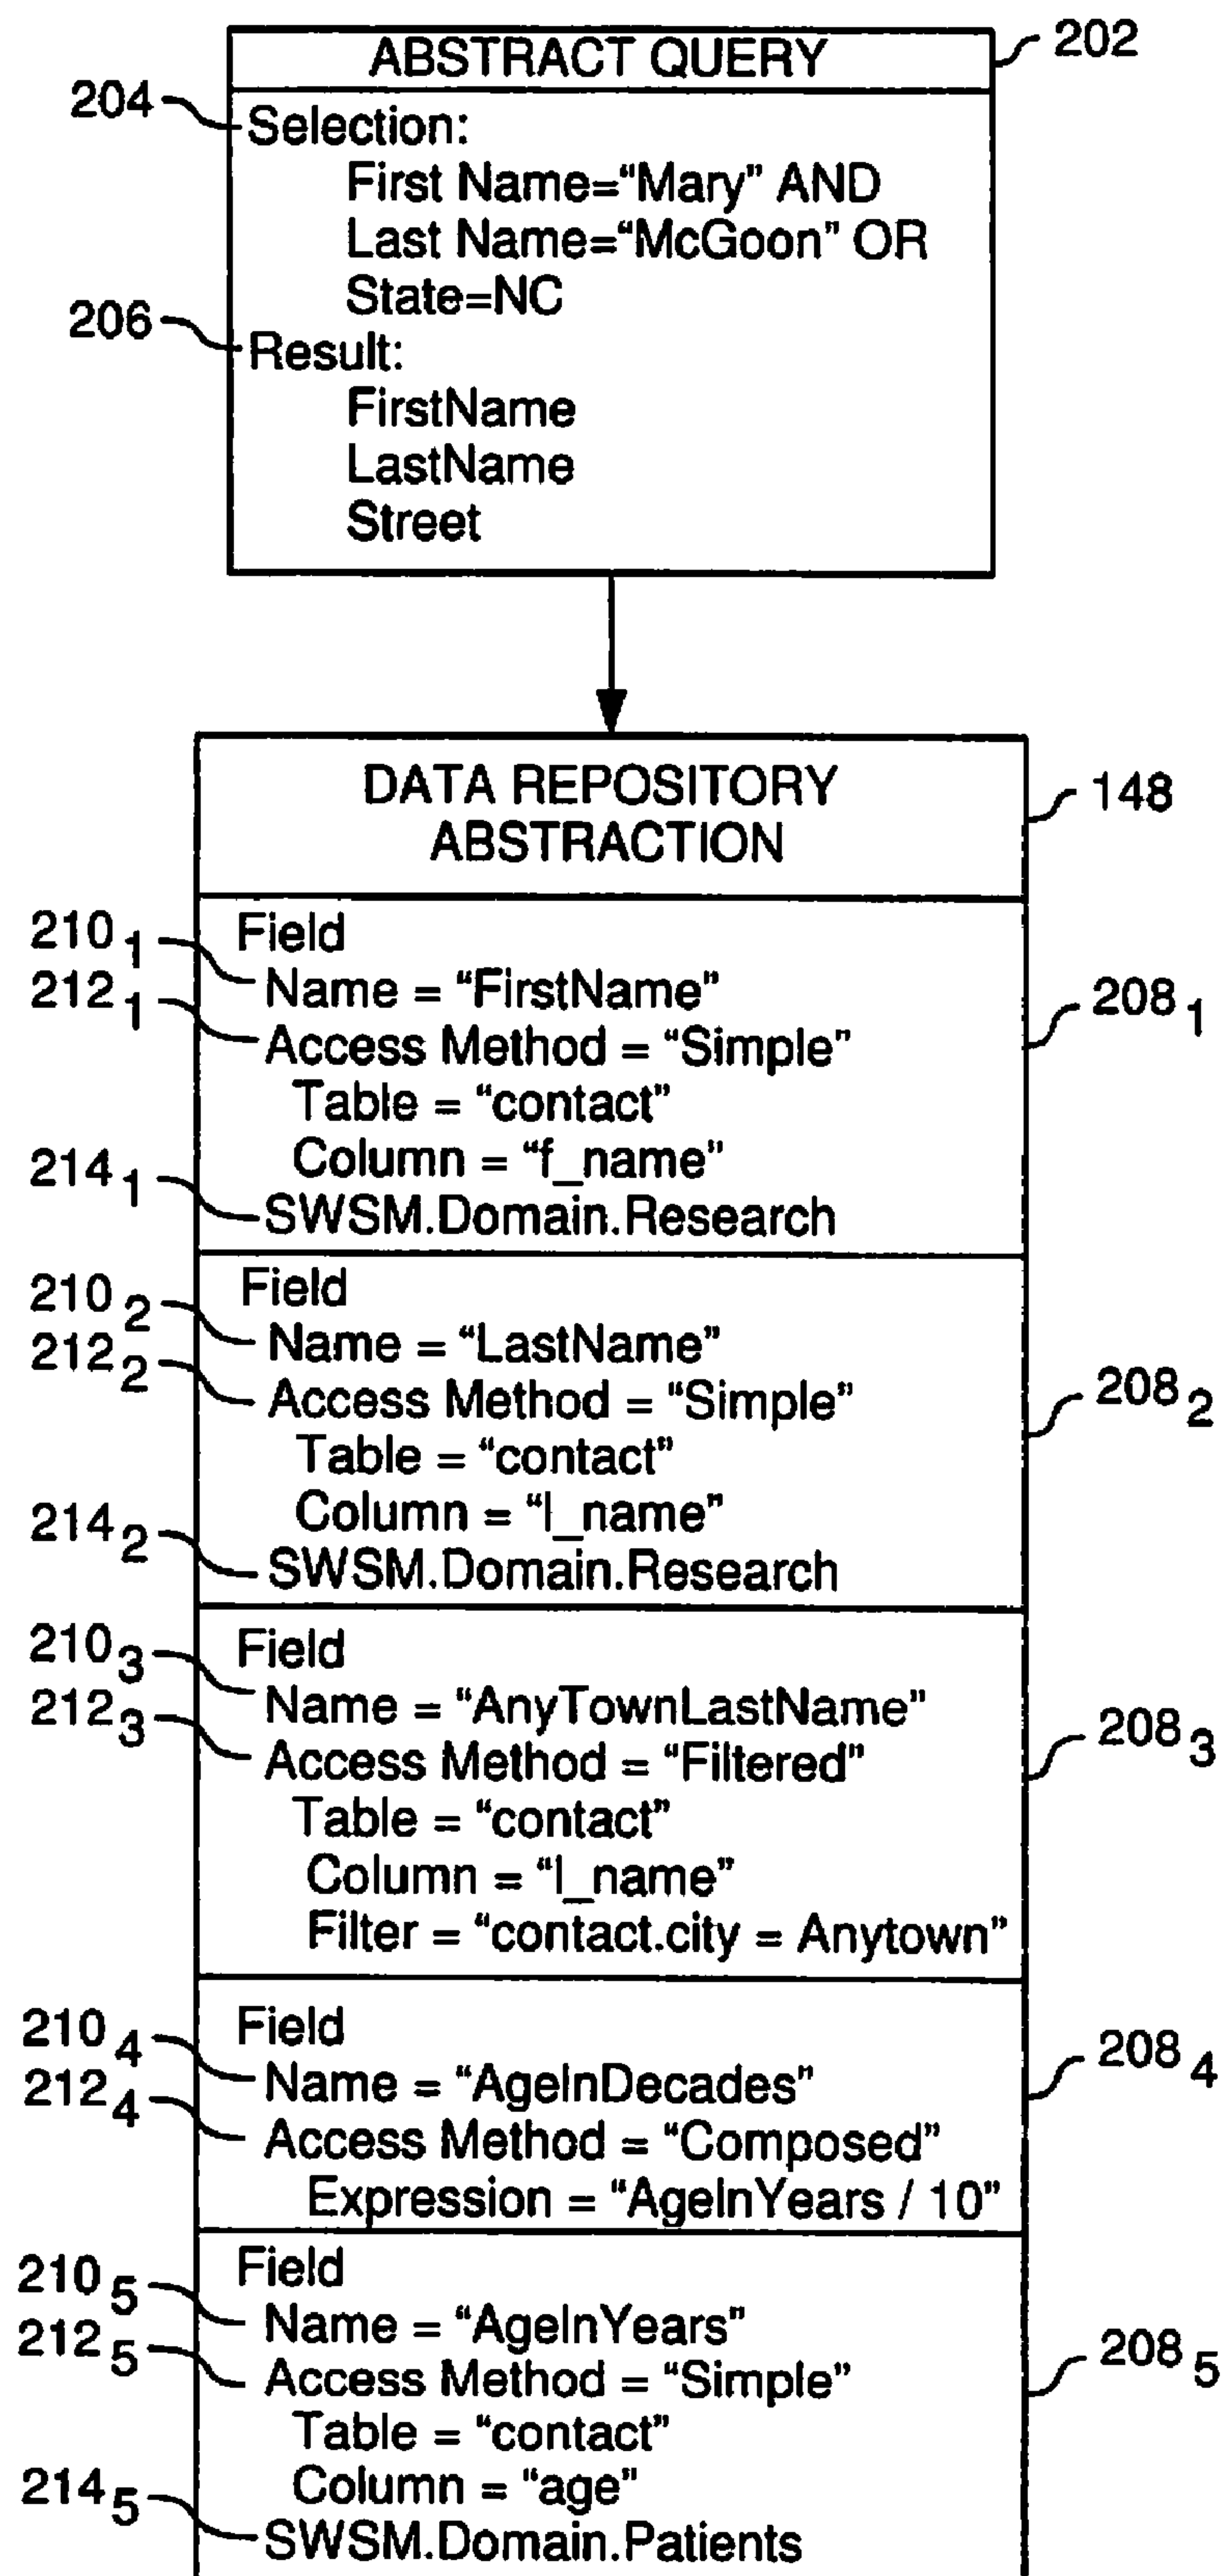 ABSTRACT QUERY
202
204
Selection:
First Name="Mary" AND
Last Name="McGoon" OR
State=NC
206
Result:
FirstName
LastName
Street
DATA REPOSITORY
ABSTRACTION
148
210 1
Field
Name = "FirstName"
212 1
Access Method = "Simple"
208 1
Table = "contact"
Column = "f_name"
214 1
SWSM.Domain.Research
210 2
Field
Name = "LastName"
212 2
Access Method = "Simple"
208 2
Table = "contact"
Column = "l_name"
214 2
SWSM.Domain.Research
210 3
Field
Name = "AnyTownLastName"
212 3
Access Method = "Filtered"
208 3
Table = "contact"
Column = "l_name"
Filter = "contact.city = Anytown"
210 4
Field
Name = "AgeInDecades"
208 4
212 4
Access Method = "Composed"
Expression = "AgeInYears / 10"
210 5
Field
Name = "AgeInYears"
212 5
Access Method = "Simple"
208 5
Table = "contact"
Column = "age"
214 5
SWSM.Domain.Patients